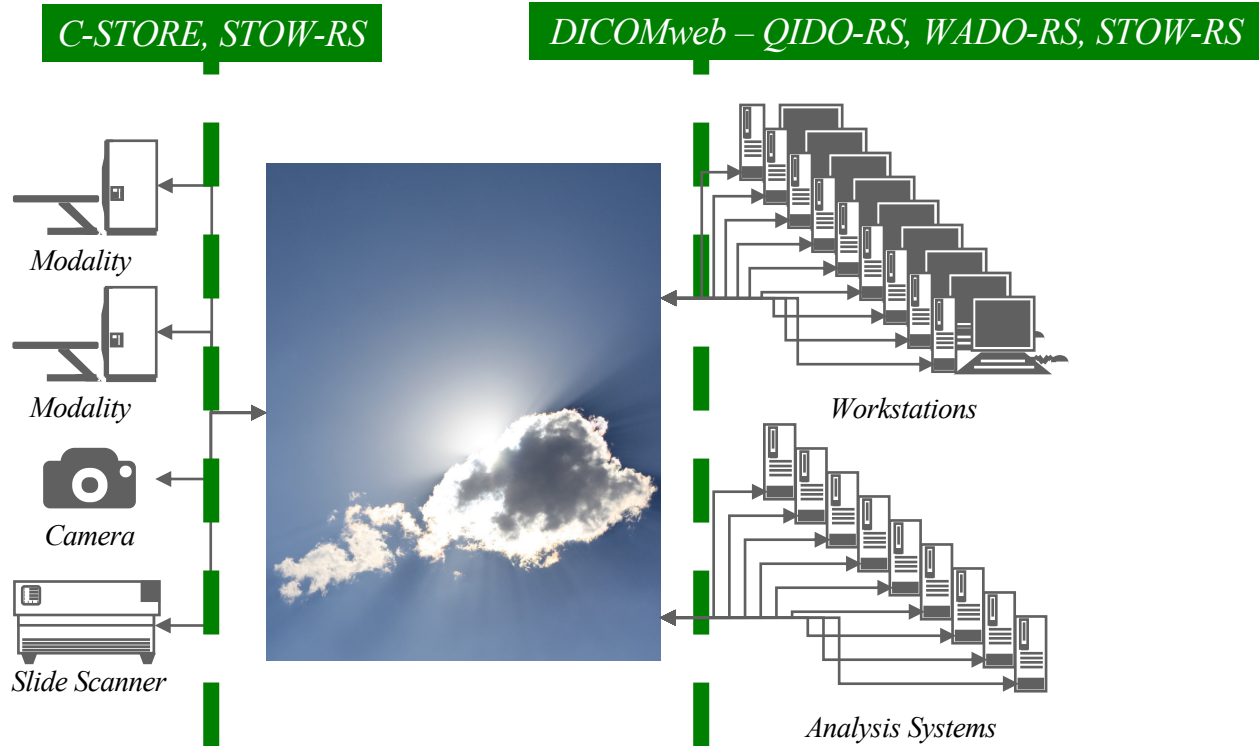 C-STORE, STOW-RS
DICOMweb – QIDO-RS, WADO-RS, STOW-RS
Modality
Modality
Camera
Slide Scanner
Workstations
Analysis Systems